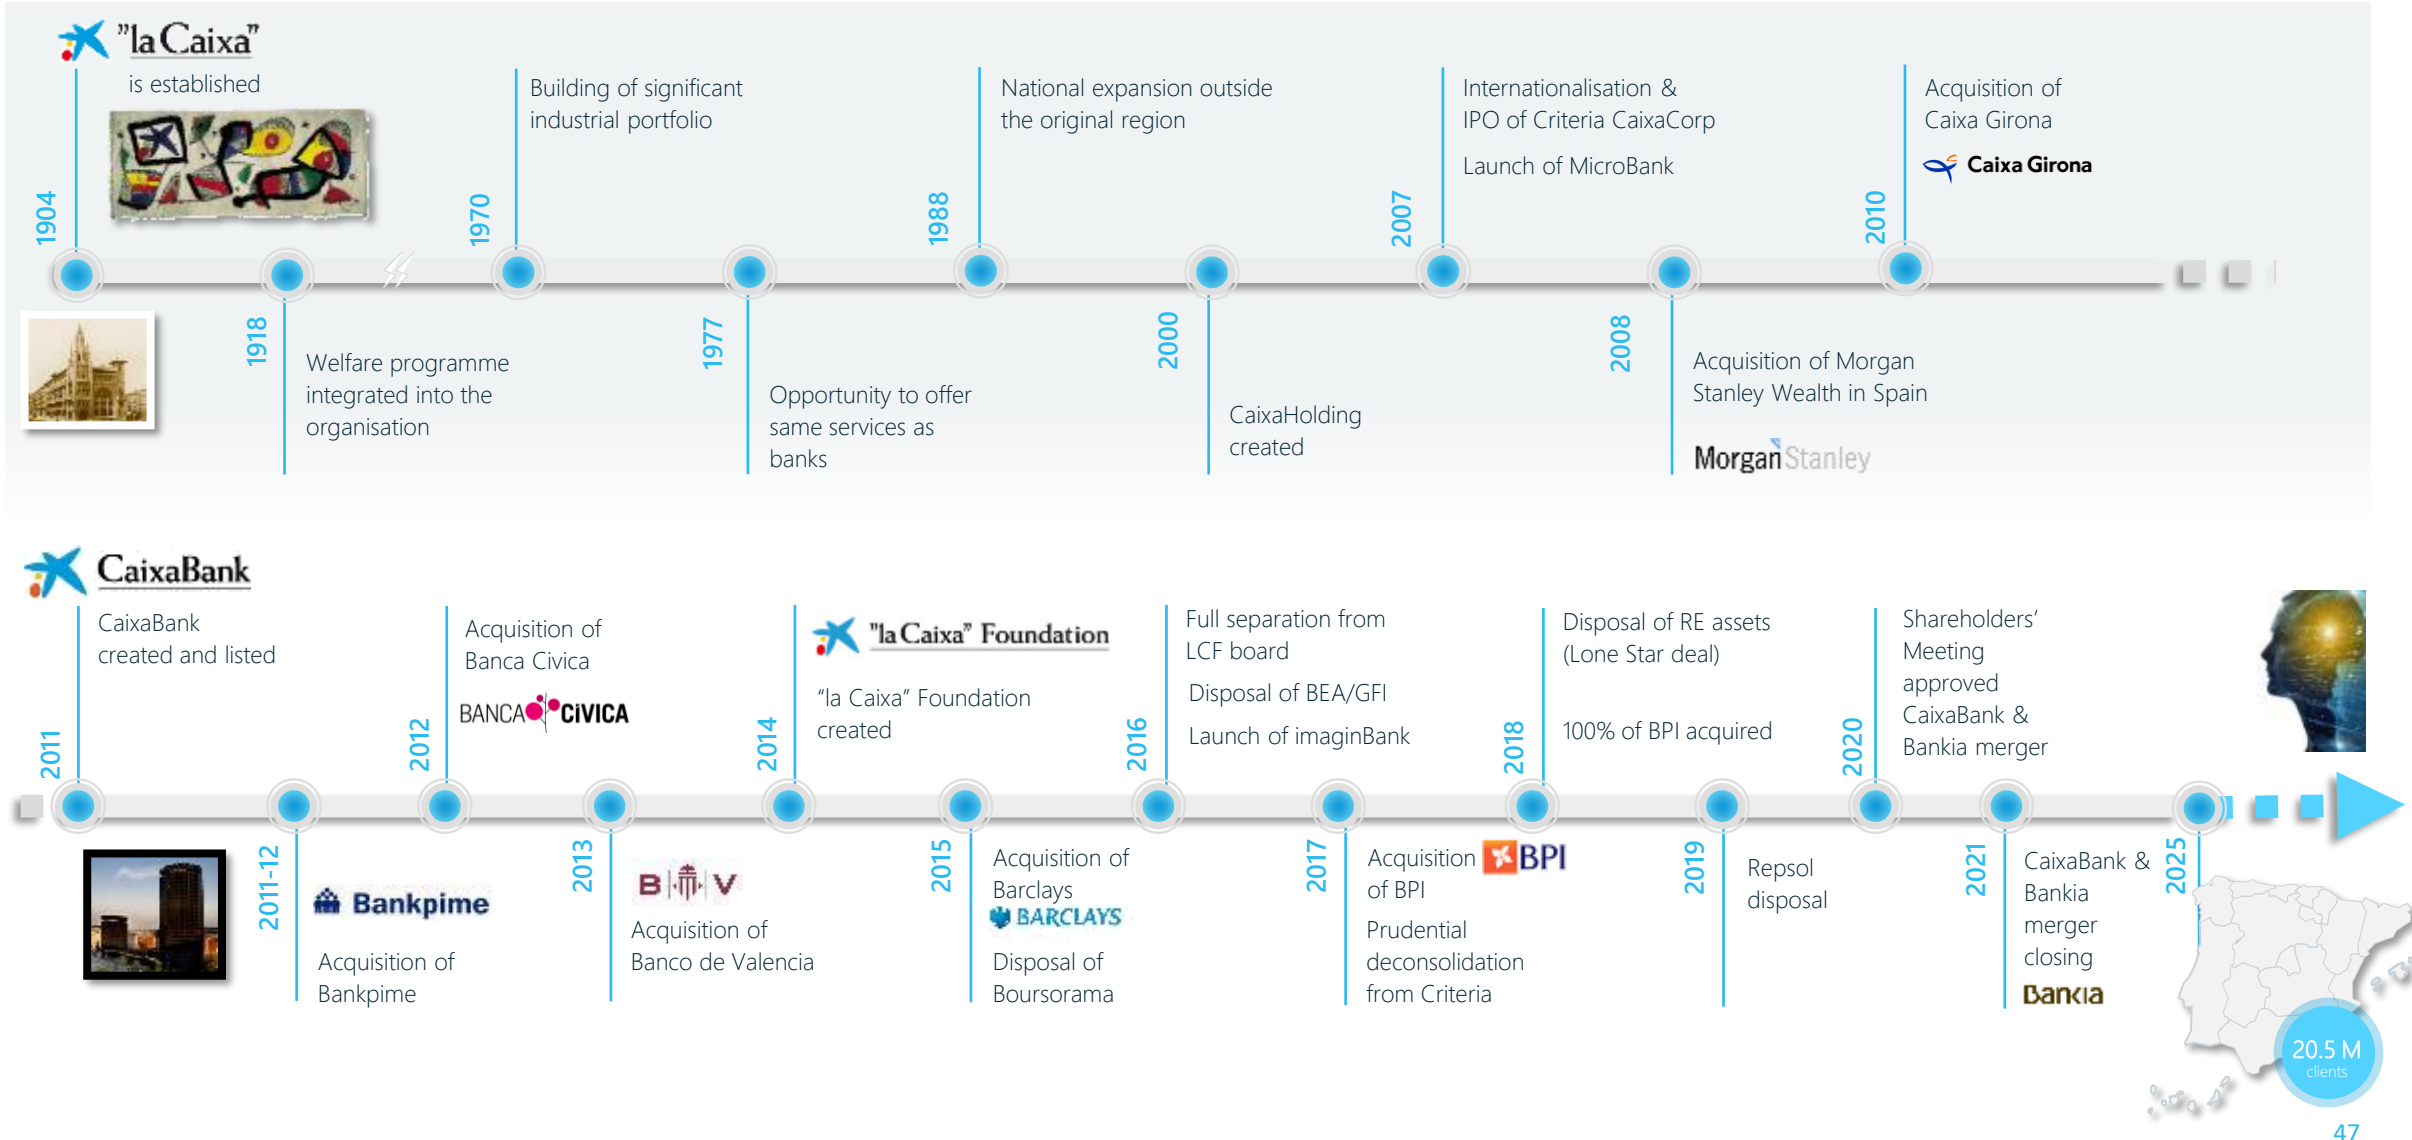 "la Caixa"
is established
1904
1918
Welfare programme
integrated into the
organisation
1970
Building of significant
industrial portfolio
1977
Opportunity to offer
same services as
banks
1988
National expansion outside
the original region
2000
CaixaHolding
created
2007
Internationalisation &
IPO of Criteria CaixaCorp
Launch of MicroBank
2008
Acquisition of Morgan
Stanley Wealth in Spain
Morgan Stanley
2010
Acquisition of
Caixa Girona
Caixa Girona
CaixaBank
CaixaBank
created and listed
2011
2011-12
Bankpime
Acquisition of
Bankpime
2012
Acquisition of
Banca Civica
BANCA CÍVICA
2013
B V
Acquisition of
Banco de Valencia
2014
"la Caixa" Foundation
“la Caixa” Foundation
created
2015
Acquisition of
Barclays
BARCLAYS
Disposal of
Boursorama
2016
Full separation from
LCF board
Disposal of BEA/GFI
Launch of imaginBank
2017
Acquisition
of BPI
BPI
Prudential
deconsolidation
from Criteria
2018
Disposal of RE assets
(Lone Star deal)
100% of BPI acquired
2019
Repsol
disposal
2020
Shareholders’
Meeting
approved
CaixaBank &
Bankia merger
2021
CaixaBank &
Bankia
merger
closing
Bankia
2025
20.5 M
clients
47